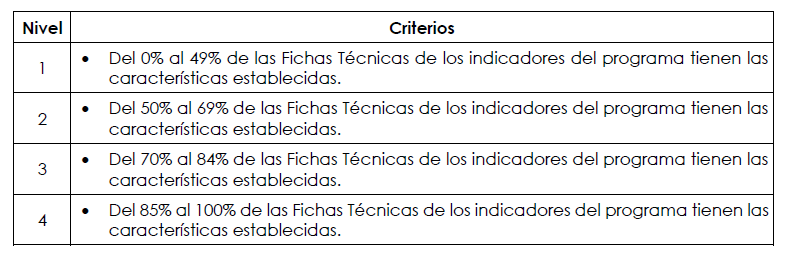 Nivel Criterios
1 • Del 0% al 49% de las Fichas Técnicas de los indicadores del programa tienen las
características establecidas.
2 • Del 50% al 69% de las Fichas Técnicas de los indicadores del programa tienen las
características establecidas.
3 • Del 70% al 84% de las Fichas Técnicas de los indicadores del programa tienen las
características establecidas.
4 • Del 85% al 100% de las Fichas Técnicas de los indicadores del programa tienen las
características establecidas.